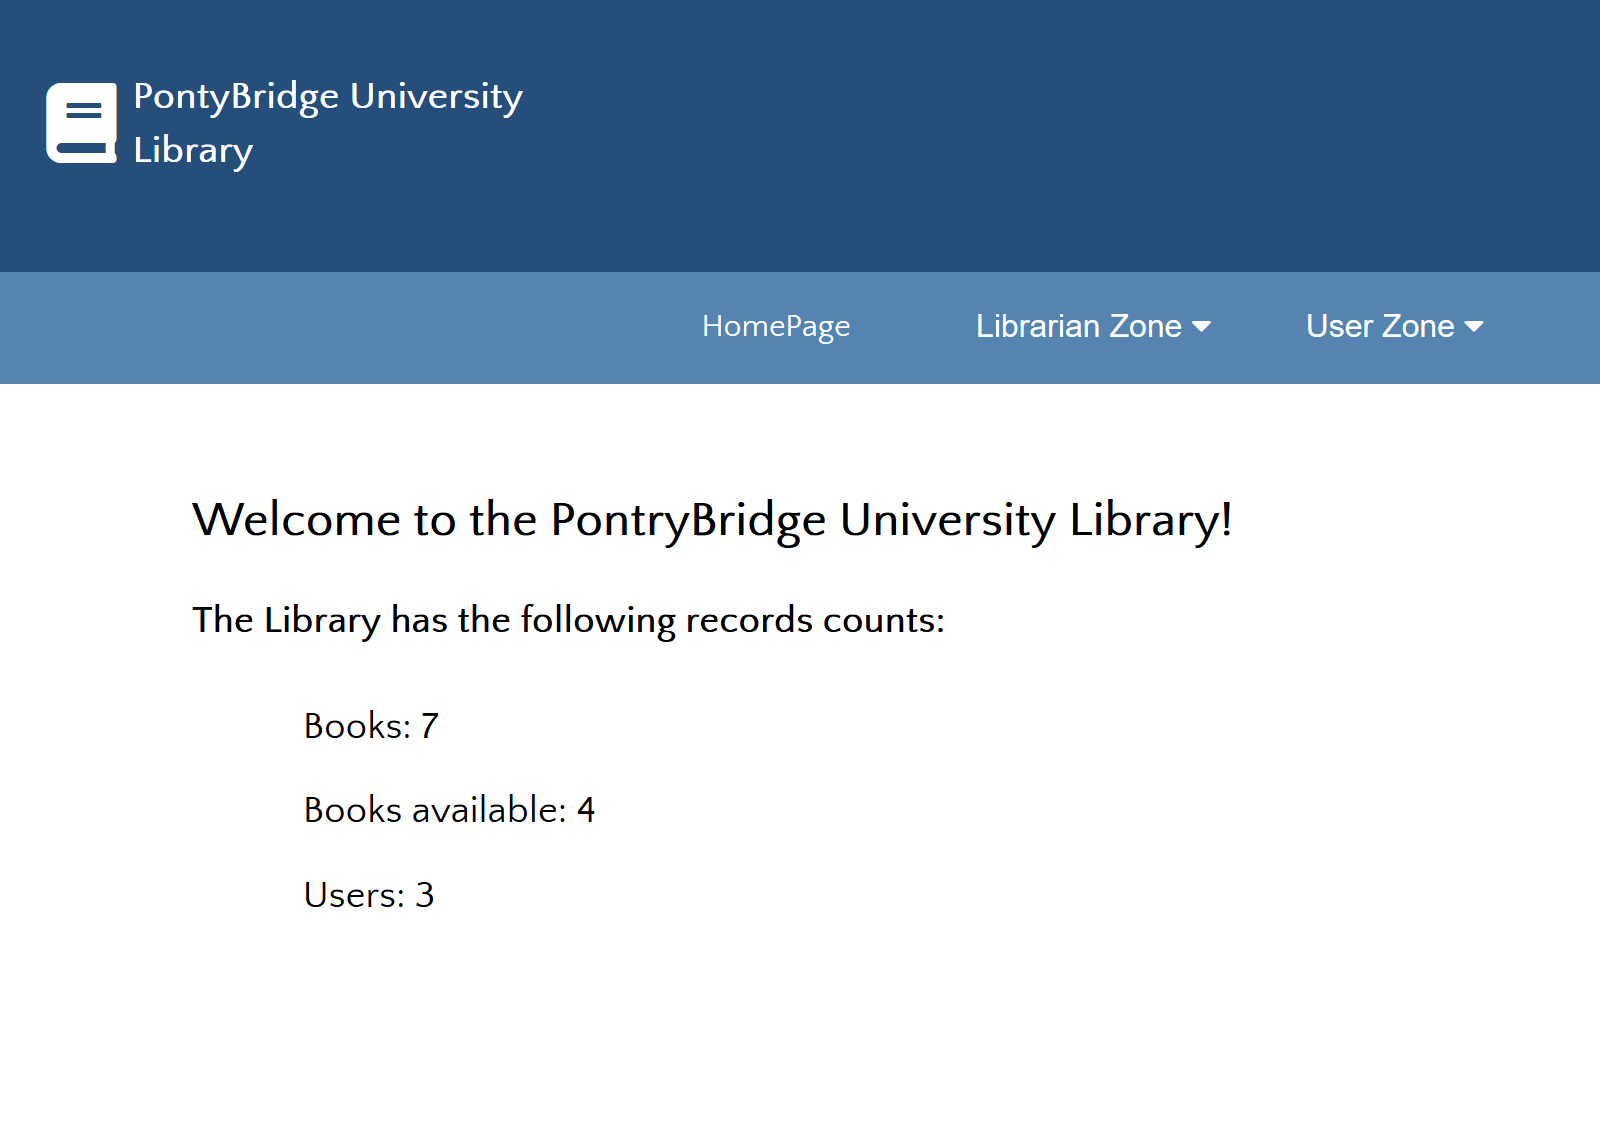 PontyBridge University
Library
HomePage
Librarian Zone
User Zone
Welcome to the PontryBridge University Library!
The Library has the following records counts:
Books: 7
Books available: 4
Users: 3